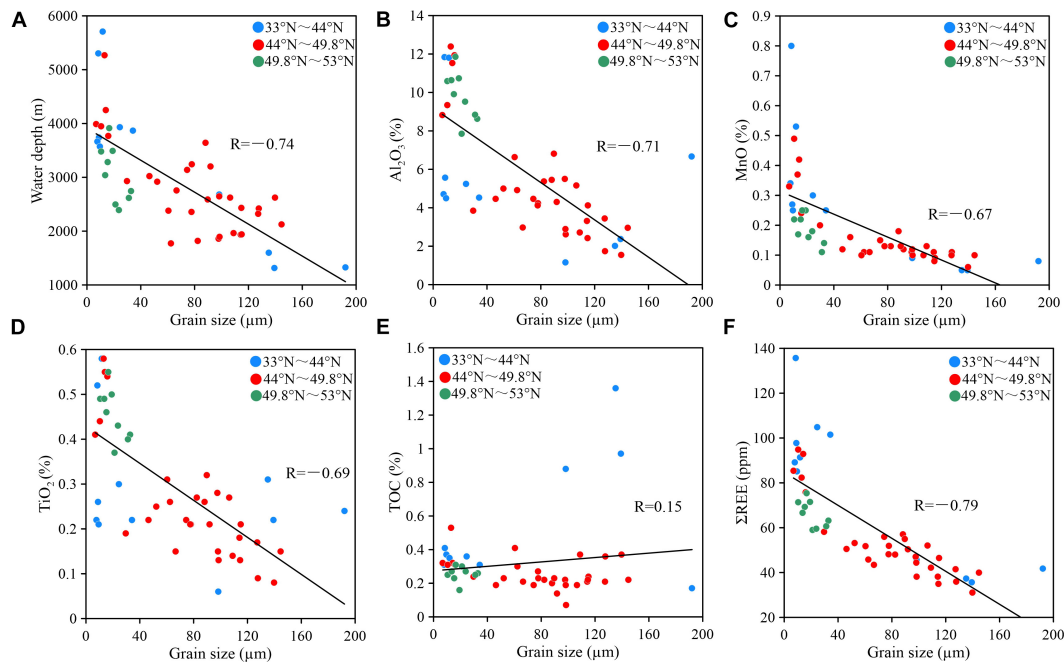 A
6000
5000
4000
3000
2000
1000
Water depth (m)
33°N～44°N
44°N～49.8°N
49.8°N～53°N
R=－0.74
0 40 80 120 160 200
Grain size (μm)
B
14
12
10
8
6
4
2
0
Al₂O₃ (%)
33°N～44°N
44°N～49.8°N
49.8°N～53°N
R=－0.71
0 40 80 120 160 200
Grain size (μm)
C
0.9
0.8
0.7
0.6
0.5
0.4
0.3
0.2
0.1
0
MnO (%)
33°N～44°N
44°N～49.8°N
49.8°N～53°N
R=－0.67
0 40 80 120 160 200
Grain size (μm)
D
0.6
0.5
0.4
0.3
0.2
0.1
0
TiO₂ (%)
33°N～44°N
44°N～49.8°N
49.8°N～53°N
R=－0.69
0 40 80 120 160 200
Grain size (μm)
E
1.6
1.4
1.2
1.0
0.8
0.6
0.4
0.2
0
TOC (%)
33°N～44°N
44°N～49.8°N
49.8°N～53°N
R=0.15
0 40 80 120 160 200
Grain size (μm)
F
140
120
100
80
60
40
20
ΣREE (ppm)
33°N～44°N
44°N～49.8°N
49.8°N～53°N
R=－0.79
0 40 80 120 160 200
Grain size (μm)